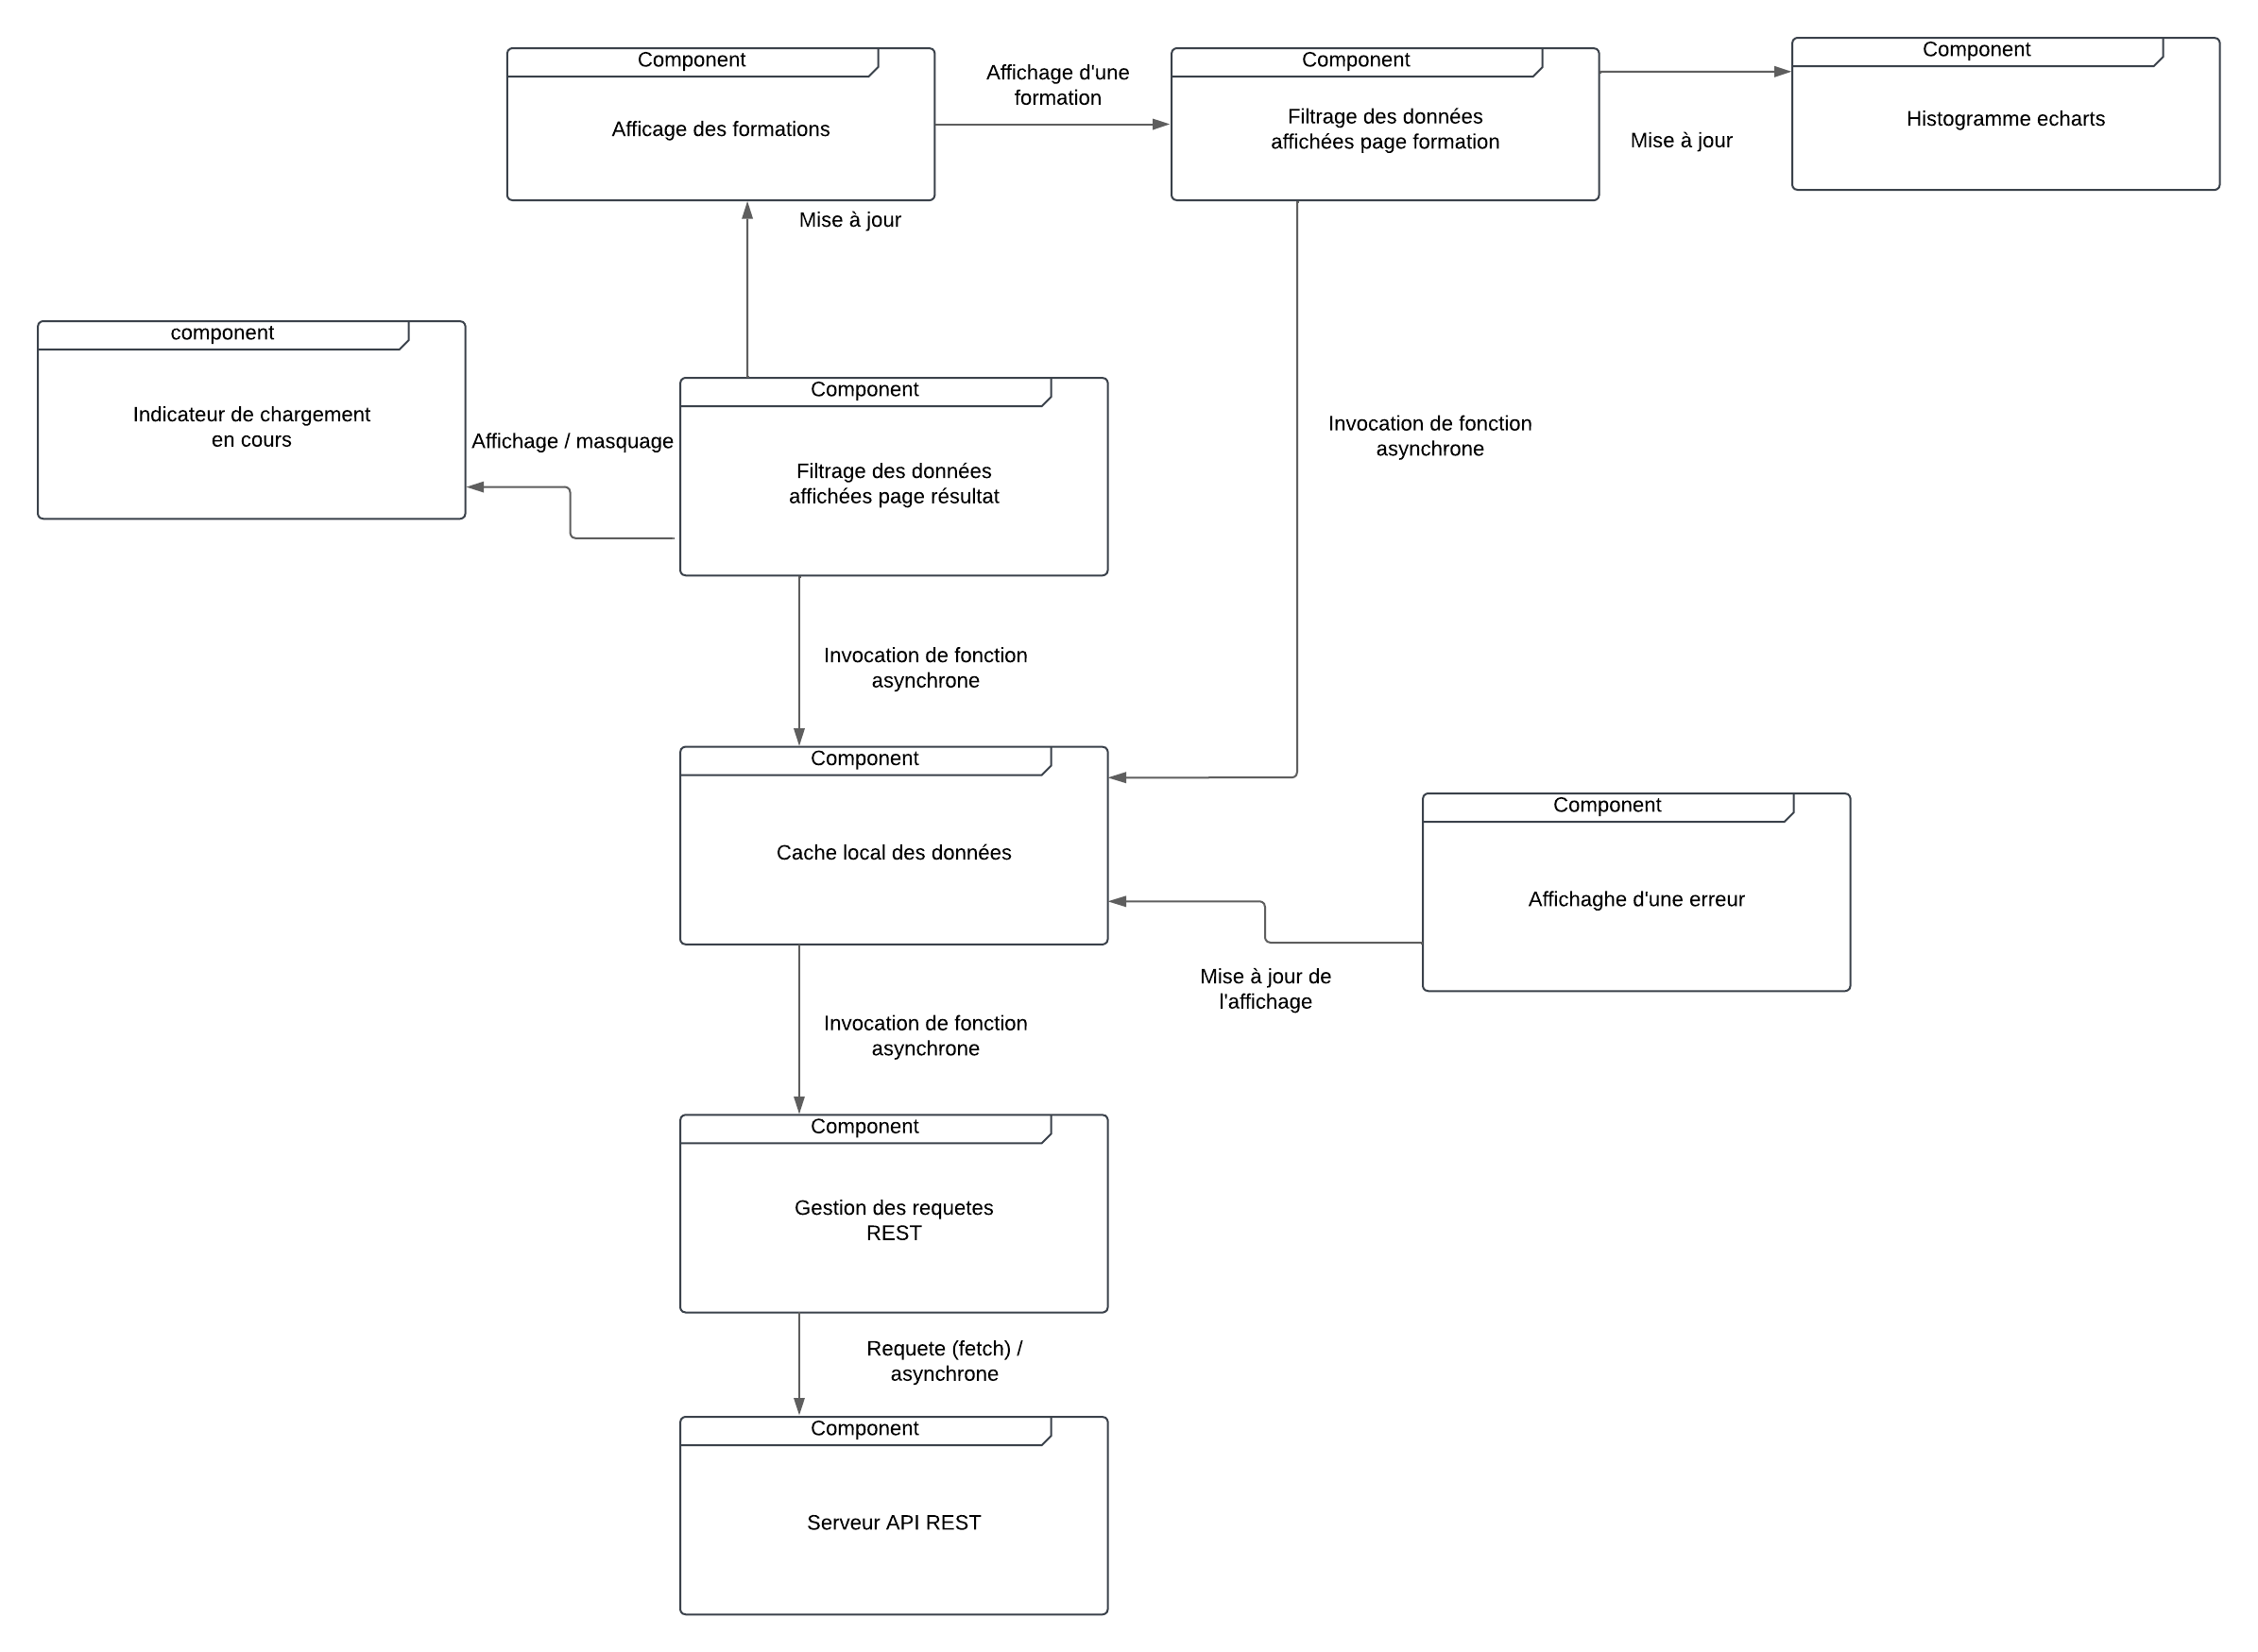 Component
Afficage des formations
Affichage d'une
formation
Component
Filtrage des données
affichées page formation
Mise à jour
Component
Histogramme echarts
Mise à jour
component
Indicateur de chargement
en cours
Affichage / masquage
Component
Filtrage des données
affichées page résultat
Invocation de fonction
asynchrone
Invocation de fonction
asynchrone
Component
Cache local des données
Component
Affichaghe d'une erreur
Mise à jour de
l'affichage
Invocation de fonction
asynchrone
Component
Gestion des requetes
REST
Requete (fetch) /
asynchrone
Component
Serveur API REST